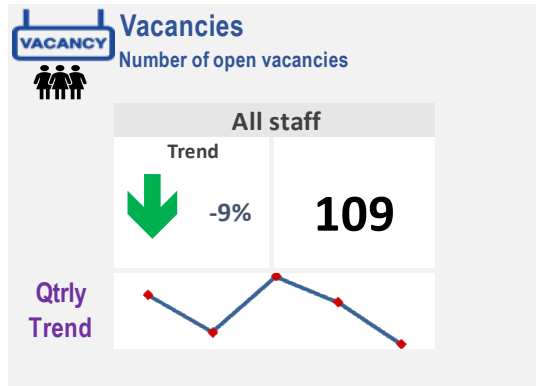 Vacancies
VACANCY
Number of open vacancies
All staff
Trend
-9%
109
Qtrly
Trend